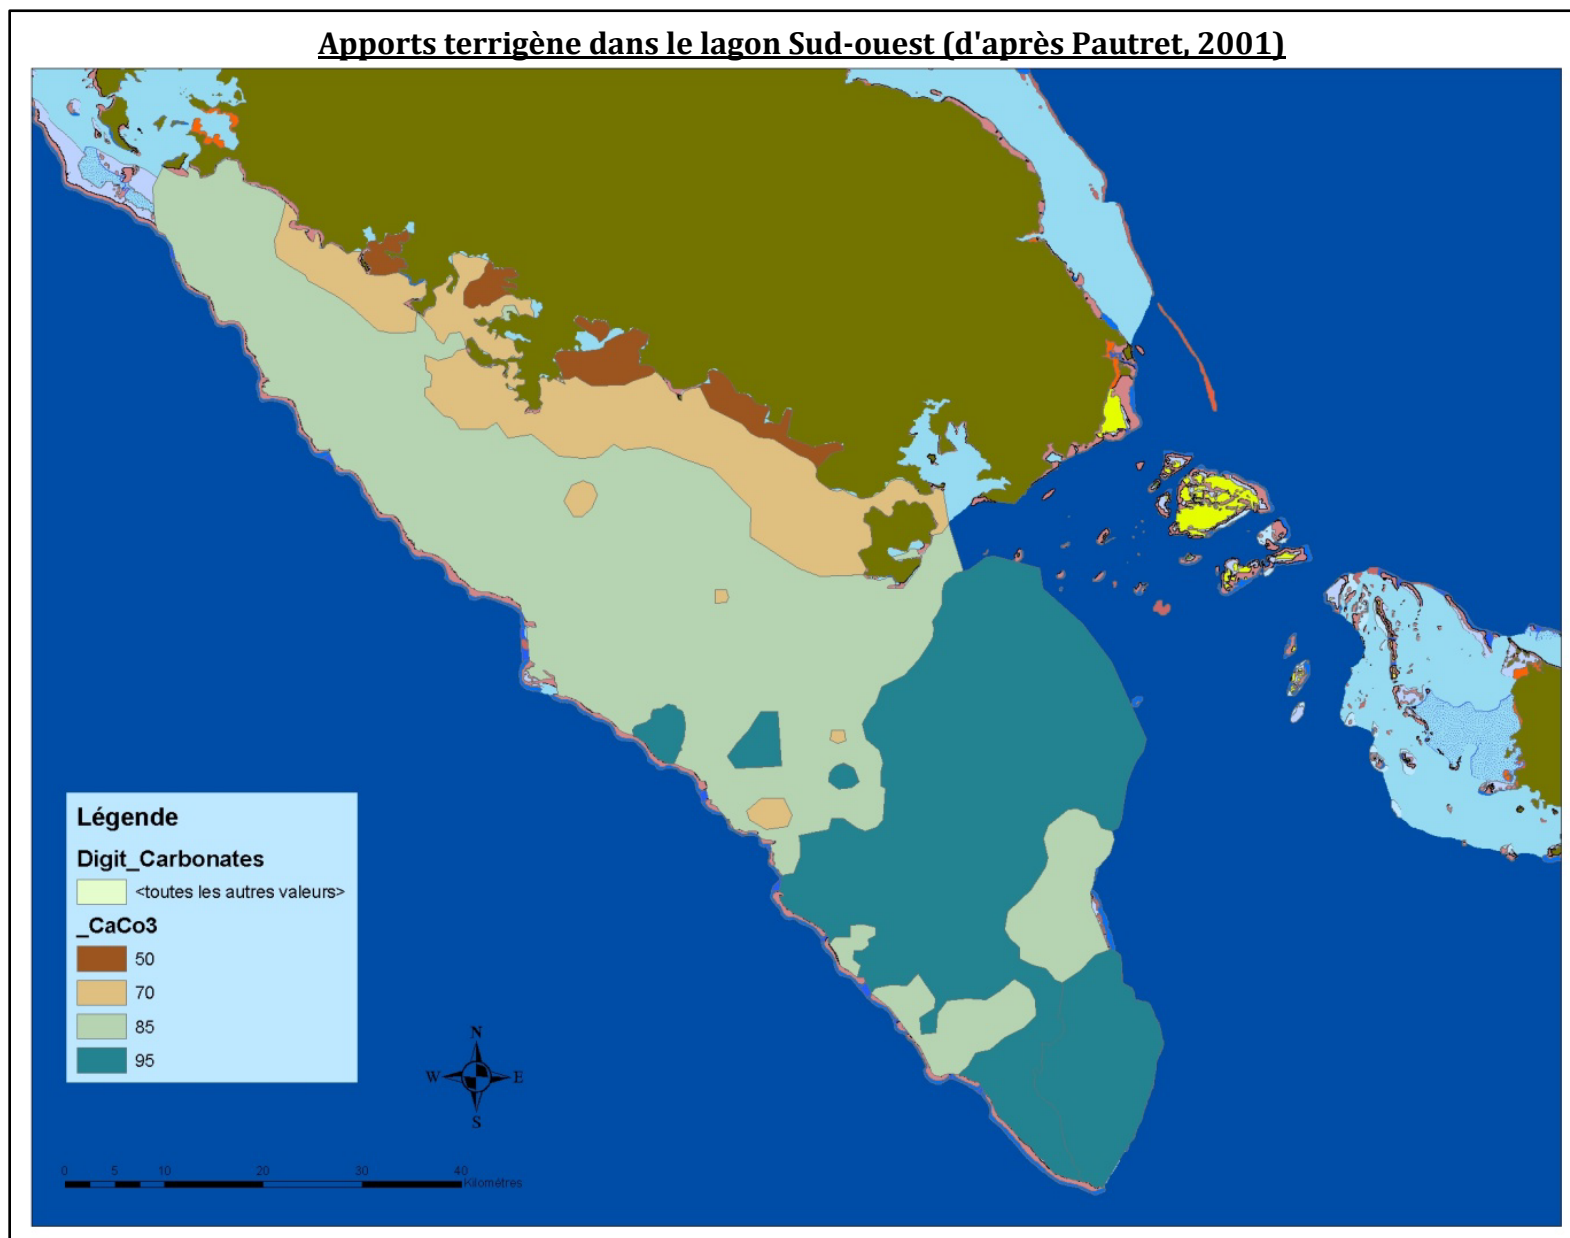 Apports terrigène dans le lagon Sud-ouest (d'après Pautret, 2001)
Légende
Digit_Carbonates
<toutes les autres valeurs>
_CaCo3
50
70
85
95
N
W E
S
0 5 10 20 30 40
Kilométres